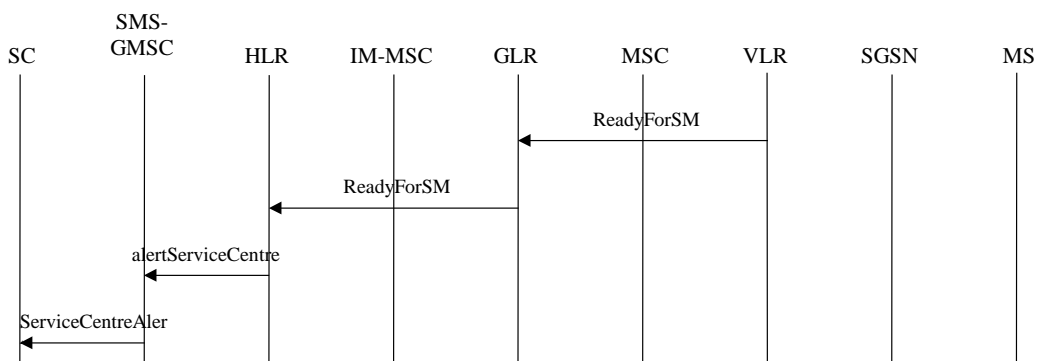 SC
SMS-
GMSC
HLR
IM-MSC
GLR
MSC
VLR
SGSN
MS
ReadyForSM
ReadyForSM
alertServiceCentre
ServiceCentreAler